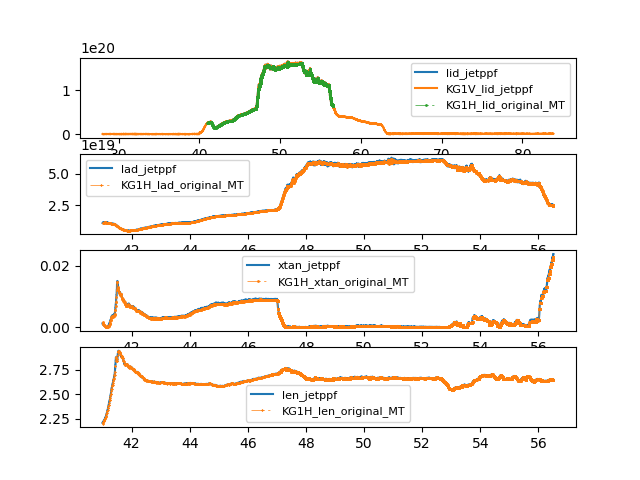 1e20
lid_jetppf
KG1V_lid_jetppf
KG1H_lid_original_MT
1
0
30 40 50 60 70 80
1e19
lad_jetppf
KG1H_lad_original_MT
5.0
2.5
42 44 46 48 50 52 54 56
xtan_jetppf
KG1H_xtan_original_MT
0.02
0.00
42 44 46 48 50 52 54 56
2.75
2.50
2.25
len_jetppf
KG1H_len_original_MT
42 44 46 48 50 52 54 56